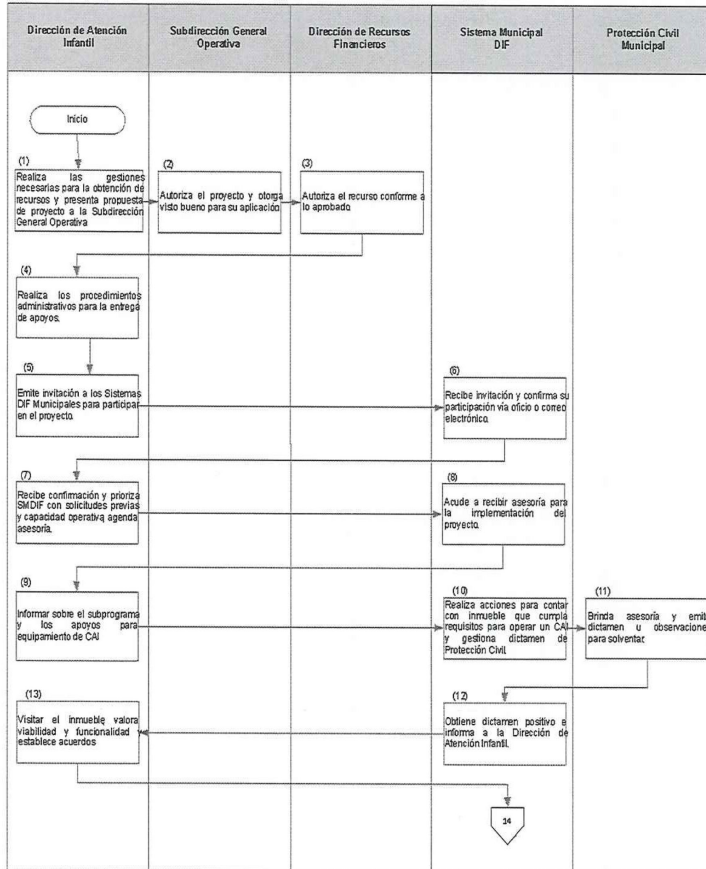 Dirección de Atención
Infantil
Subdirección General
Operativa
Dirección de Recursos
Financieros
Sistema Municipal
DIF
Protección Civil
Municipal
Inicio
(1)
Realiza las gestiones
necesarias para la obtención de
recursos y presenta propuesta
de proyecto a la Subdirección
General Operativa
(2)
Autoriza el proyecto y otorga
visto bueno para su aplicación.
(3)
Autoriza el recurso conforme a
lo aprobado.
(4)
Realiza los procedimientos
administrativos para la entrega
de apoyos.
(5)
Emite invitación a los Sistemas
DIF Municipales para participar
en el proyecto.
(6)
Recibe invitación y confirma su
participación vía oficio o correo
electrónico.
(7)
Recibe confirmación y prioriza
SMDIF con solicitudes previas
y capacidad operativa, agenda
asesoría.
(8)
Acude a recibir asesoría para
la implementación del
proyecto.
(9)
Informar sobre el subprograma
y los apoyos para
equipamiento de CAI
(10)
Realiza acciones para contar
con inmueble que cumpla
requisitos para operar un CAI
y gestiona dictamen de
Protección Civil.
(11)
Brinda asesoría y emite
dictamen u observaciones
para solventar.
(12)
Obtiene dictamen positivo e
informa a la Dirección de
Atención Infantil.
(13)
Visitar el inmueble, valora
viabilidad y funcionalidad y
establece acuerdos
14